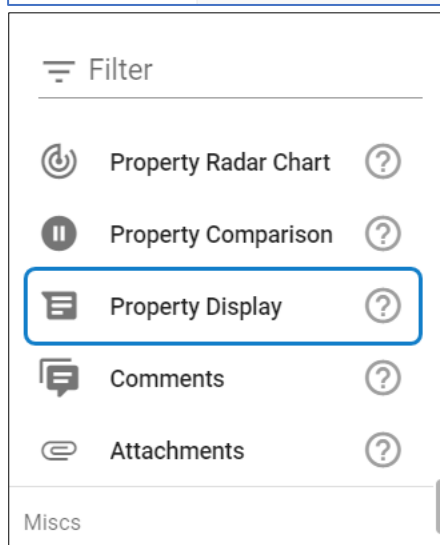 Filter
Property Radar Chart
Property Comparison
Property Display
Comments
Attachments
Miscs